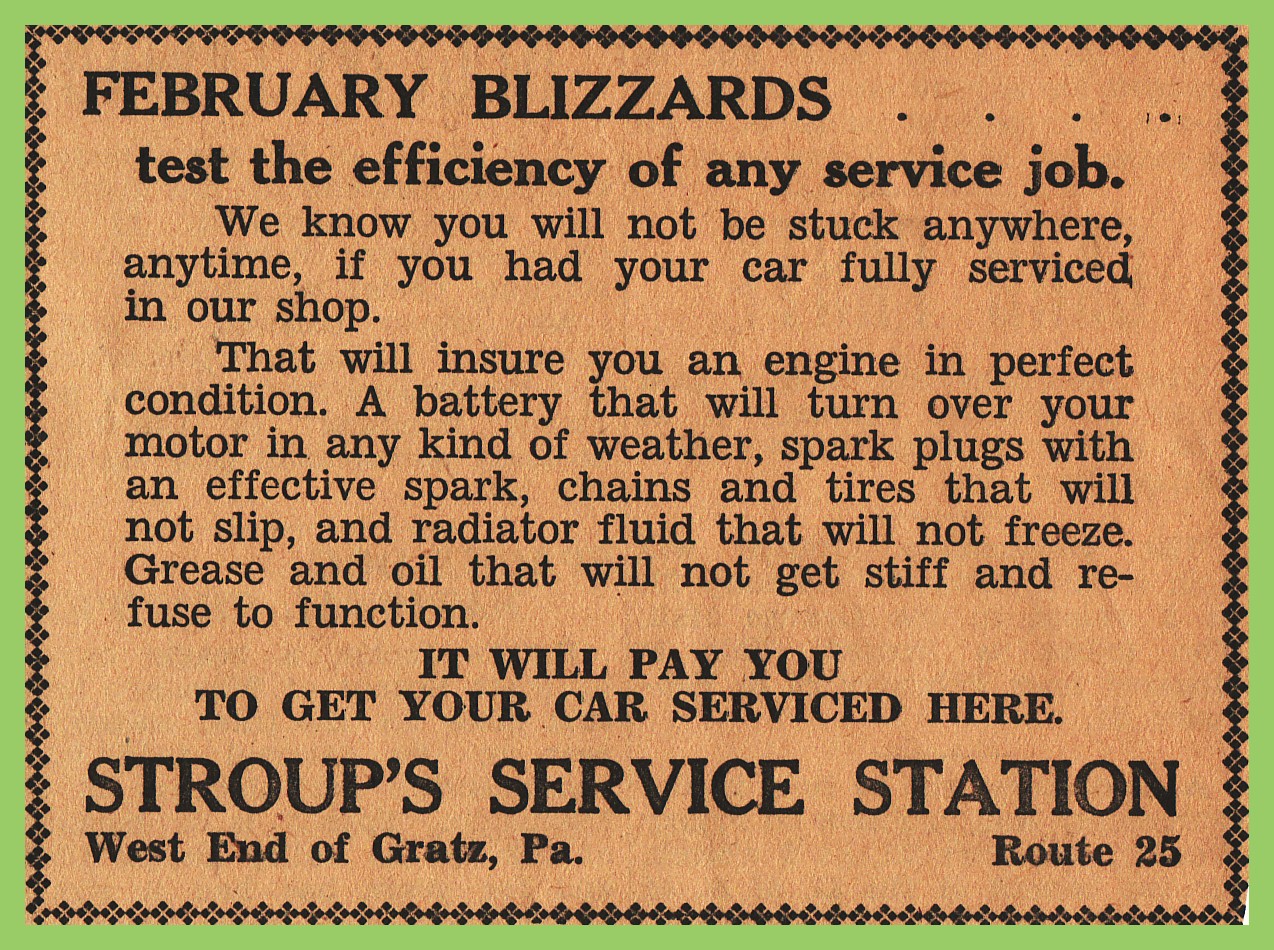 FEBRUARY BLIZZARDS . . . .
test the efficiency of any service job.
We know you will not be stuck anywhere,
anytime, if you had your car fully serviced
in our shop.
That will insure you an engine in perfect
condition. A battery that will turn over your
motor in any kind of weather, spark plugs with
an effective spark, chains and tires that will
not slip, and radiator fluid that will not freeze.
Grease and oil that will not get stiff and re-
fuse to function.
IT WILL PAY YOU
TO GET YOUR CAR SERVICED HERE.
STROUP'S SERVICE STATION
West End of Gratz, Pa. Route 25